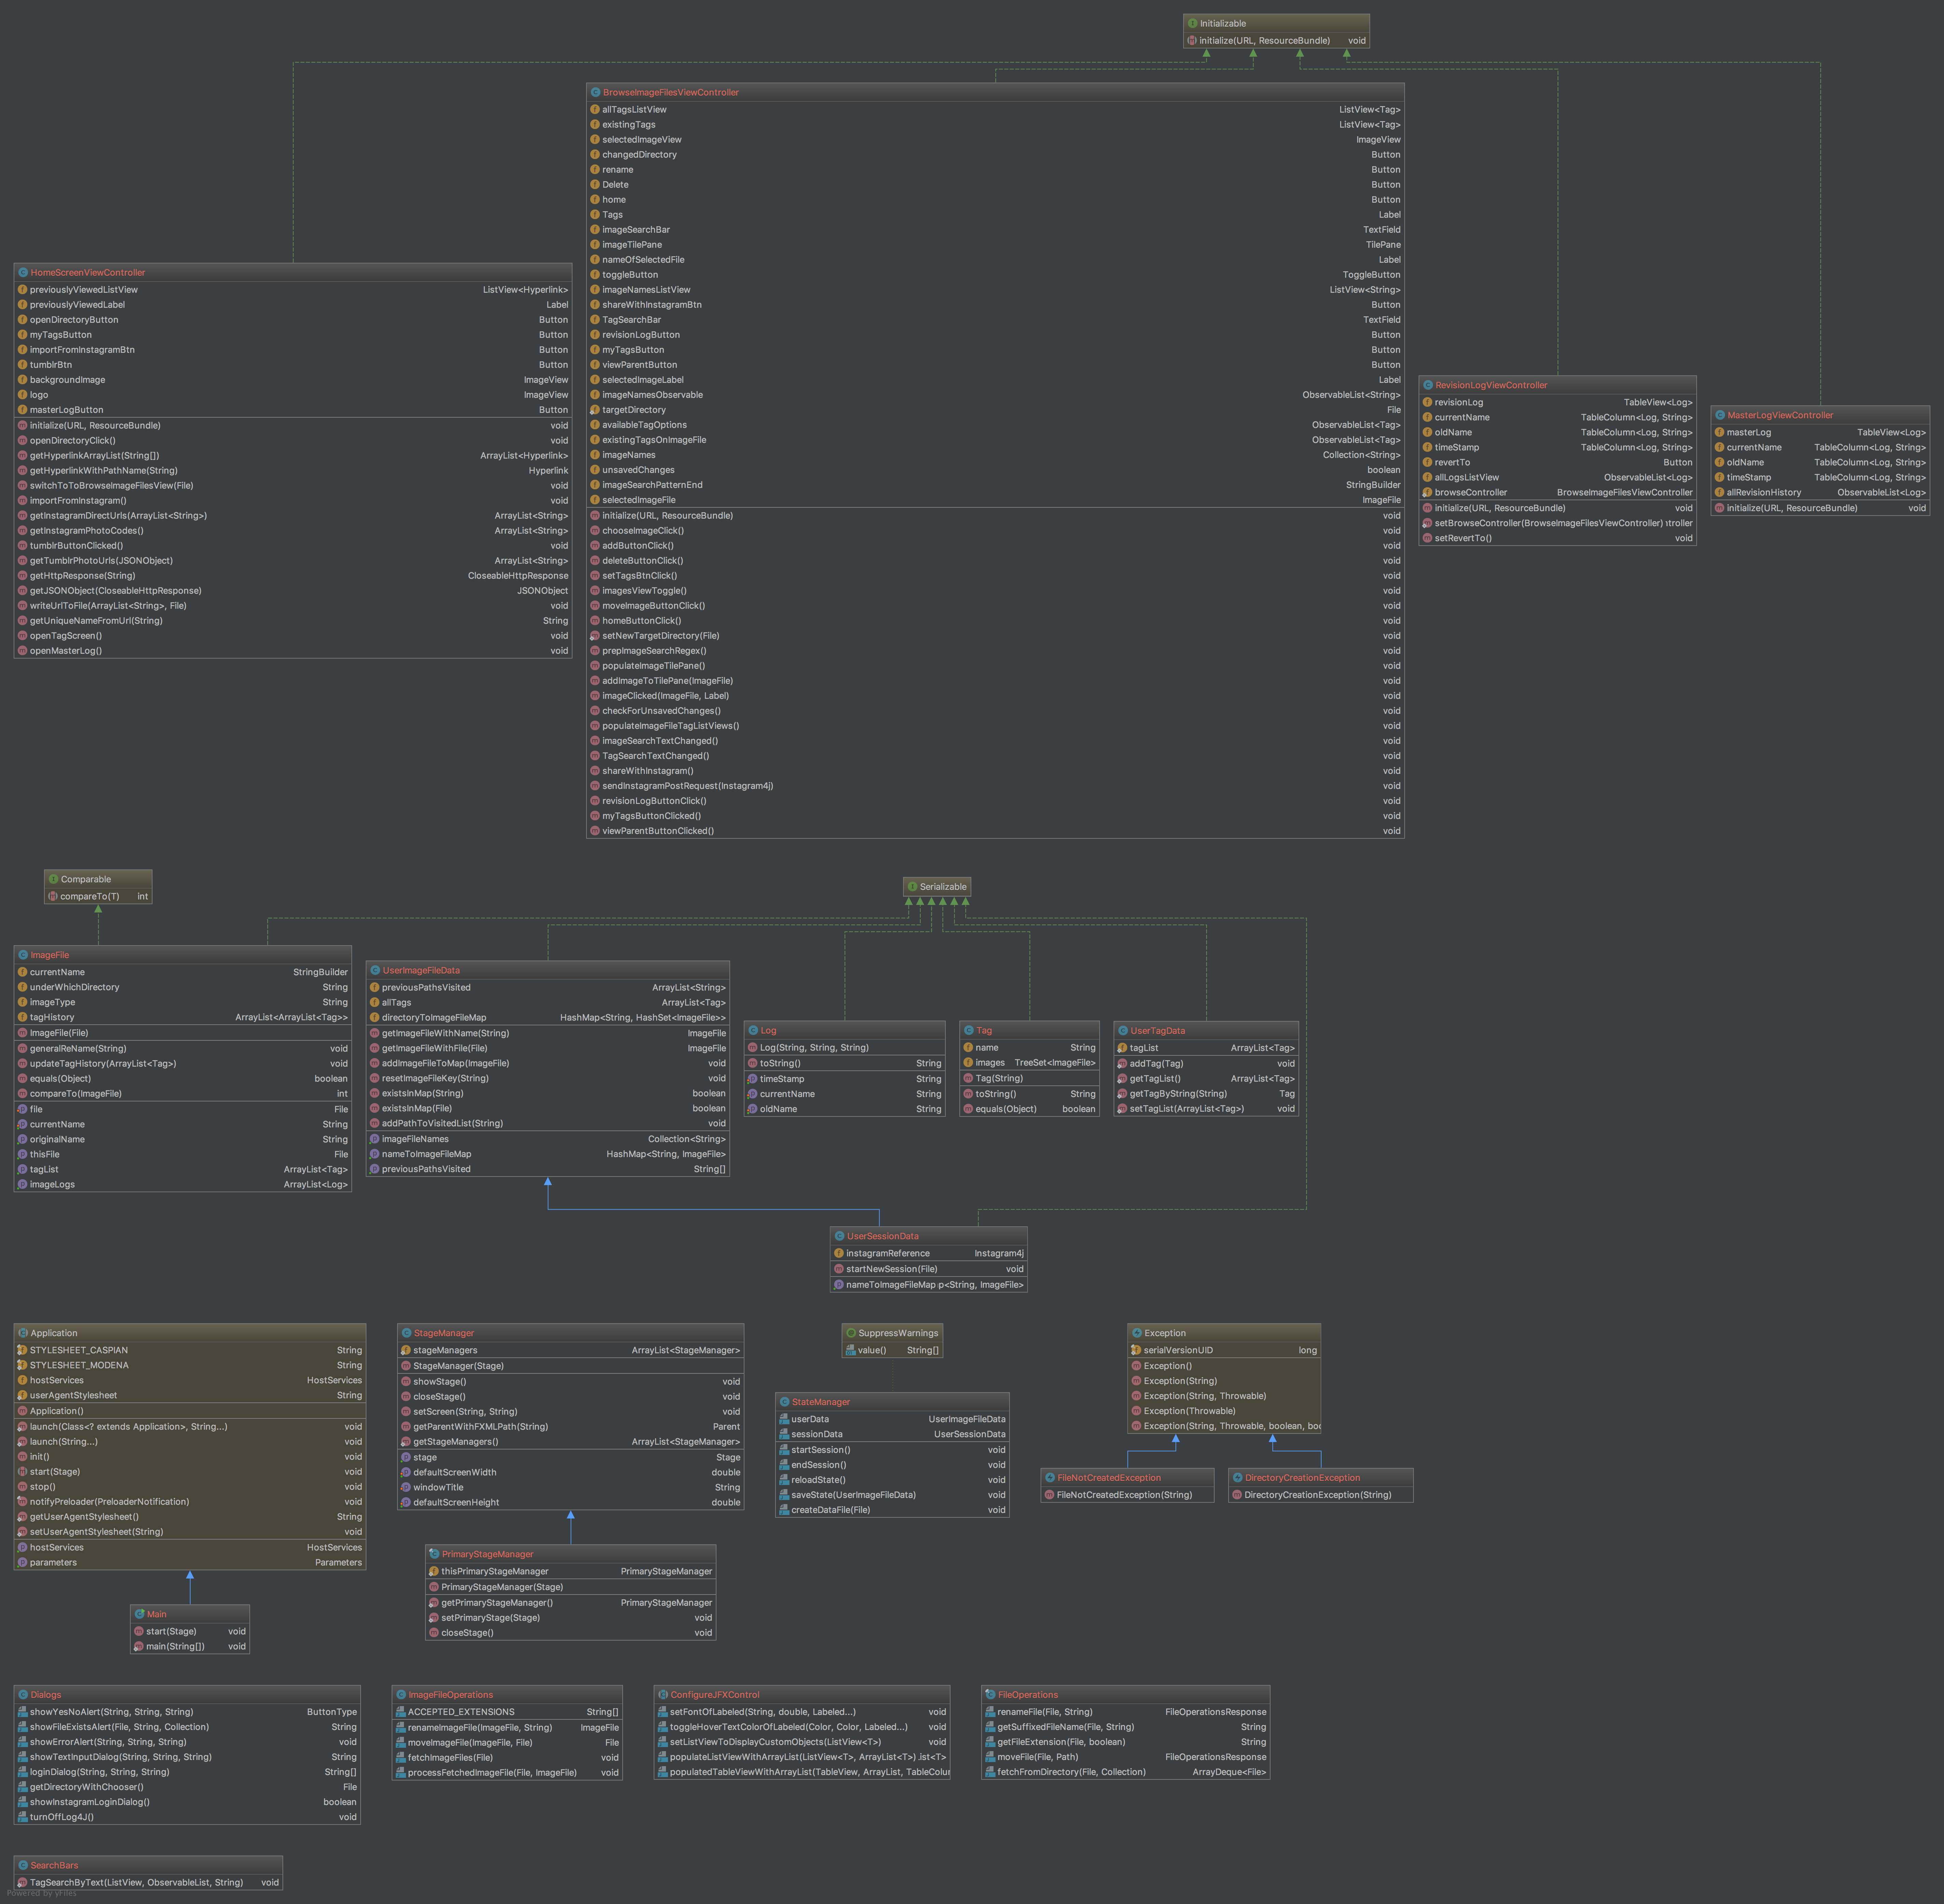 Initializable
initialize(URL, ResourceBundle) void
BrowseImageFilesViewController
allTagsListView ListView<Tag>
existingTags ListView<Tag>
selectedImageView ImageView
changedDirectory Button
rename Button
Delete Button
home Button
Tags Label
imageSearchBar TextField
imageTilePane TilePane
nameOfSelectedFile Label
toggleButton ToggleButton
imageNamesListView ListView<String>
shareWithInstagramBtn Button
TagSearchBar TextField
revisionLogButton Button
myTagsButton Button
viewParentButton Button
selectedImageLabel Label
imageNamesObservable ObservableList<String>
targetDirectory File
availableTagOptions ObservableList<Tag>
existingTagsOnImageFile ObservableList<Tag>
imageNames Collection<String>
unsavedChanges boolean
imageSearchPatternEnd StringBuilder
selectedImageFile ImageFile
initialize(URL, ResourceBundle) void
chooseImageClick() void
addButtonClick() void
deleteButtonClick() void
setTagsBtnClick() void
imagesViewToggle() void
moveImageButtonClick() void
homeButtonClick() void
setNewTargetDirectory(File) void
prepImageSearchRegex() void
populateImageTilePane() void
addImageToTilePane(ImageFile) void
imageClicked(ImageFile, Label) void
checkForUnsavedChanges() void
populateImageFileTagListViews() void
imageSearchTextChanged() void
TagSearchTextChanged() void
shareWithInstagram() void
sendInstagramPostRequest(Instagram4j) void
revisionLogButtonClick() void
myTagsButtonClicked() void
viewParentButtonClicked() void
HomeScreenViewController
previouslyViewedListView ListView<Hyperlink>
previouslyViewedLabel Label
openDirectoryButton Button
myTagsButton Button
importFromInstagramBtn Button
tumblrBtn Button
backgroundImage ImageView
logo ImageView
masterLogButton Button
initialize(URL, ResourceBundle) void
openDirectoryClick() void
getHyperlinkArrayList(String[]) ArrayList<Hyperlink>
getHyperlinkWithPathName(String) Hyperlink
switchToToBrowseImageFilesView(File) void
importFromInstagram() void
getInstagramDirectUrls(ArrayList<String>) ArrayList<String>
getInstagramPhotoCodes() ArrayList<String>
tumblrButtonClicked() void
getTumblrPhotoUrls(JSONObject) ArrayList<String>
getHttpResponse(String) CloseableHttpResponse
getJSONObject(CloseableHttpResponse) JSONObject
writeUrlToFile(ArrayList<String>, File) void
getUniqueNameFromUrl(String) String
openTagScreen() void
openMasterLog() void
RevisionLogViewController
revisionLog TableView<Log>
currentName TableColumn<Log, String>
oldName TableColumn<Log, String>
timeStamp TableColumn<Log, String>
revertTo Button
allLogsListView ObservableList<Log>
browseController BrowseImageFilesViewController
initialize(URL, ResourceBundle) void
setBrowseController(BrowseImageFilesViewController) ntroller
setRevertTo() void
MasterLogViewController
masterLog TableView<Log>
currentName TableColumn<Log, String>
oldName TableColumn<Log, String>
timeStamp TableColumn<Log, String>
allRevisionHistory ObservableList<Log>
initialize(URL, ResourceBundle) void
Comparable
compareTo(T) int
Serializable
ImageFile
currentName StringBuilder
underWhichDirectory String
imageType String
tagHistory ArrayList<ArrayList<Tag>>
ImageFile(File)
generalReName(String) void
updateTagHistory(ArrayList<Tag>) void
equals(Object) boolean
compareTo(ImageFile) int
file File
currentName String
originalName String
thisFile File
tagList ArrayList<Tag>
imageLogs ArrayList<Log>
UserImageFileData
previousPathsVisited ArrayList<String>
allTags ArrayList<Tag>
directoryToImageFileMap HashMap<String, HashSet<ImageFile>>
getImageFileWithName(String) ImageFile
getImageFileWithFile(File) ImageFile
addImageFileToMap(ImageFile) void
resetImageFileKey(String) void
existsInMap(String) boolean
existsInMap(File) boolean
addPathToVisitedList(String) void
imageFileNames Collection<String>
nameToImageFileMap HashMap<String, ImageFile>
previousPathsVisited String[]
Log
Log(String, String, String)
toString() String
timeStamp String
currentName String
oldName String
Tag
name String
images TreeSet<ImageFile>
Tag(String)
toString() String
equals(Object) boolean
UserTagData
tagList ArrayList<Tag>
addTag(Tag) void
getTagList() ArrayList<Tag>
getTagByString(String) Tag
setTagList(ArrayList<Tag>) void
UserSessionData
instagramReference Instagram4j
startNewSession(File) void
nameToImageFileMap p<String, ImageFile>
Application
STYLESHEET_CASPIAN String
STYLESHEET_MODENA String
hostServices HostServices
userAgentStylesheet String
Application()
launch(Class<? extends Application>, String...) void
launch(String...) void
init() void
start(Stage) void
stop() void
notifyPreloader(PreloaderNotification) void
getUserAgentStylesheet() String
setUserAgentStylesheet(String) void
hostServices HostServices
parameters Parameters
StageManager
stageManagers ArrayList<StageManager>
StageManager(Stage)
showStage() void
closeStage() void
setScreen(String, String) void
getParentWithFXMLPath(String) Parent
getStageManagers() ArrayList<StageManager>
stage Stage
defaultScreenWidth double
windowTitle String
defaultScreenHeight double
SuppressWarnings
value() String[]
StateManager
userData UserImageFileData
sessionData UserSessionData
startSession() void
endSession() void
reloadState() void
saveState(UserImageFileData) void
createDataFile(File) void
Exception
serialVersionUID long
Exception()
Exception(String)
Exception(String, Throwable)
Exception(Throwable)
Exception(String, Throwable, boolean, boo
FileNotCreatedException
FileNotCreatedException(String)
DirectoryCreationException
DirectoryCreationException(String)
PrimaryStageManager
thisPrimaryStageManager PrimaryStageManager
PrimaryStageManager(Stage)
getPrimaryStageManager() PrimaryStageManager
setPrimaryStage(Stage) void
closeStage() void
Main
start(Stage) void
main(String[]) void
Dialogs
showYesNoAlert(String, String, String) ButtonType
showFileExistsAlert(File, String, Collection) String
showErrorAlert(String, String, String) void
showTextInputDialog(String, String, String) String
loginDialog(String, String, String) String[]
getDirectoryWithChooser() File
showInstagramLoginDialog() boolean
turnOffLog4J() void
ImageFileOperations
ACCEPTED_EXTENSIONS String[]
renameImageFile(ImageFile, String) ImageFile
moveImageFile(ImageFile, File) File
fetchImageFiles(File) void
processFetchedImageFile(File, ImageFile) void
ConfigureJFXControl
setFontOfLabeled(String, double, Labeled...) void
toggleHoverTextColorOfLabeled(Color, Color, Labeled...) void
setListViewToDisplayCustomObjects(ListView<T>) void
populateListViewWithArrayList(ListView<T>, ArrayList<T>) .ist<T>
populatedTableViewWithArrayList(TableView, ArrayList, TableColur
FileOperations
renameFile(File, String) FileOperationsResponse
getSuffixedFileName(File, String) String
getFileExtension(File, boolean) String
moveFile(File, Path) FileOperationsResponse
fetchFromDirectory(File, Collection) ArrayDeque<File>
SearchBars
TagSearchByText(ListView, ObservableList, String) void
Powered by yFiles